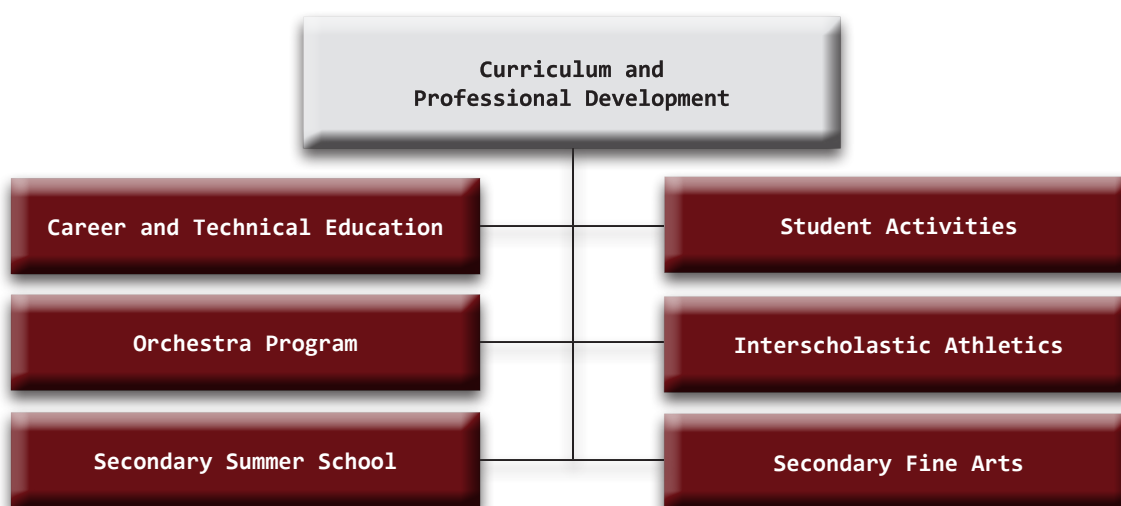 Curriculum and
Professional Development
Career and Technical Education
Student Activities
Orchestra Program
Interscholastic Athletics
Secondary Summer School
Secondary Fine Arts